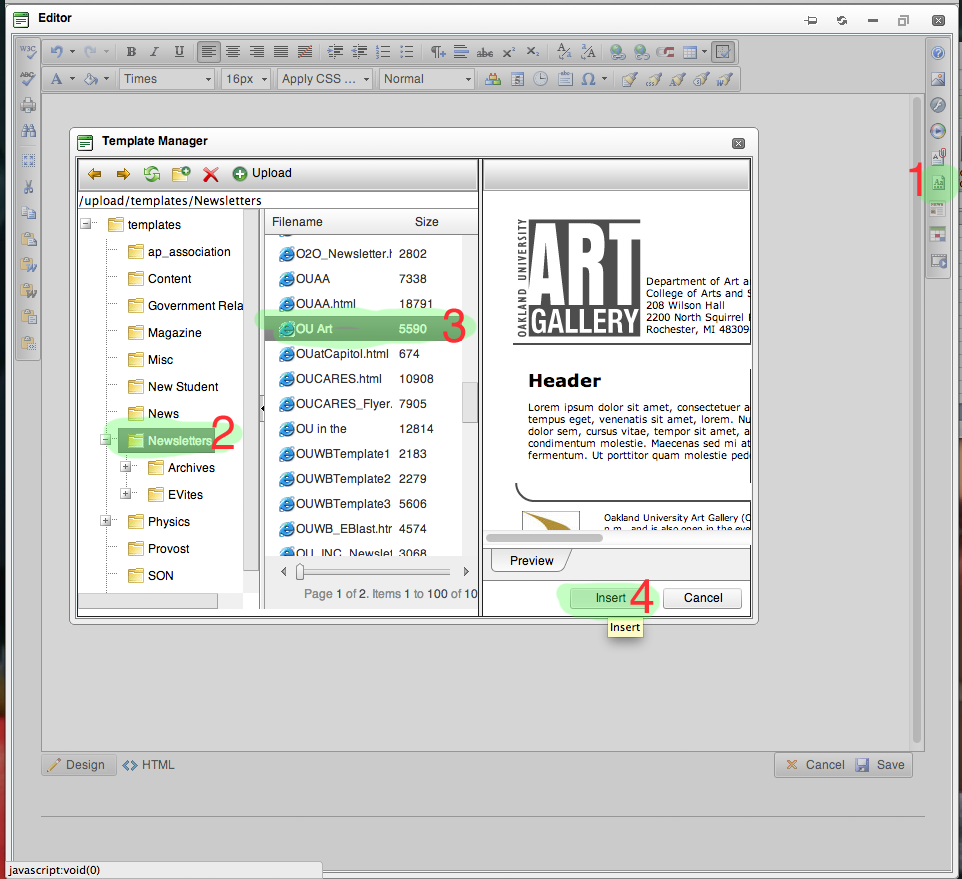 Editor
W3C
B I U
abc x² x₂
ABC
A
Times
16px
Apply CSS ...
Normal
Ω
1
Template Manager
Upload
/upload/templates/Newsletters
Filename Size
templates
ap_association
Content
Government Rela
Magazine
Misc
New Student
News
Newsletters
2
Archives
EVites
Physics
Provost
SON
O2O_Newsletter.h 2802
OUAA 7338
OUAA.html 18791
OU Art 5590
3
OUatCapitol.html 674
OUCARES.html 10908
OUCARES_Flyer. 7905
OU in the 12814
OUWBTemplate1 2183
OUWBTemplate2 2279
OUWBTemplate3 5606
OUWB_EBlast.htr 4574
OU_INC_Newslet 3068
Page 1 of 2. Items 1 to 100 of 10
OAKLAND UNIVERSITY
ART
GALLERY
Department of Art a
College of Arts and S
208 Wilson Hall
2200 North Squirrel
Rochester, MI 48309
Header
Lorem ipsum dolor sit amet, consectetuer a
tempus eget, venenatis sit amet, lorem. Nu
dolor sem, cursus vitae, tempor sit amet, a
condimentum molestie. Maecenas sed mi at
fermentum. Ut porttitor quam molestie ped
Oakland University Art Gallery (O
p.m., and is also open in the eve
Preview
Insert
4
Cancel
Insert
Design
HTML
Cancel
Save
javascript:void(0)